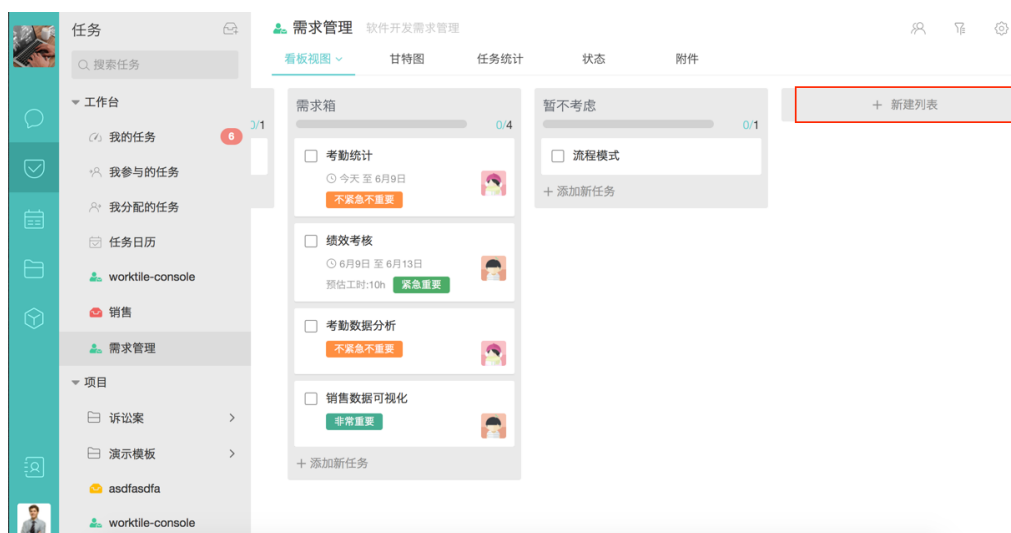 任务
搜索任务
工作台
我的任务
6
我参与的任务
我分配的任务
任务日历
worktile-console
销售
需求管理
项目
诉讼案
演示模板
asdfasdfa
worktile-console
需求管理 软件开发需求管理
看板视图 甘特图 任务统计 状态 附件
0/1
需求箱
0/4
考勤统计
今天 至 6月9日
不紧急不重要
绩效考核
6月9日 至 6月13日
预估工时:10h 紧急重要
考勤数据分析
不紧急不重要
销售数据可视化
非常重要
+ 添加新任务
暂不考虑
0/1
流程模式
+ 添加新任务
+ 新建列表